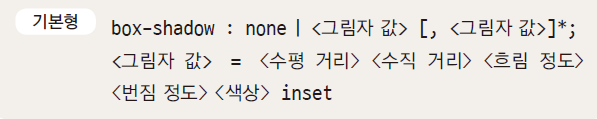 기본형
box-shadow : none | <그림자 값> [, <그림자 값>]*;
<그림자 값> = <수평 거리> <수직 거리> <흐림 정도>
<번짐 정도> <색상> inset